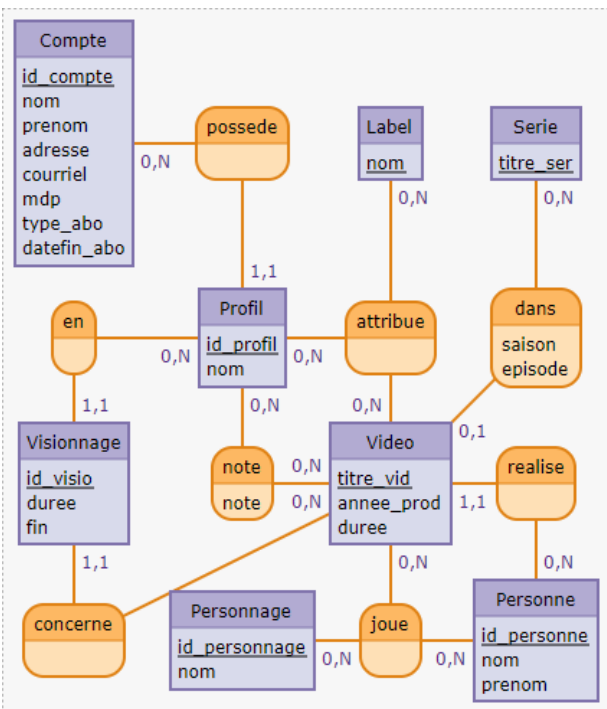 Compte
id_compte
nom
prenom
adresse
courriel
mdp
type_abo
datefin_abo
0,N
possede
1,1
Label
nom
0,N
Serie
titre_ser
0,N
en
0,N
1,1
Profil
id_profil
nom
0,N
0,N
attribue
0,N
dans
saison
episode
0,1
Visionnage
id_visio
duree
fin
1,1
note
note
0,N
0,N
Video
titre_vid
annee_prod
duree
0,N
1,1
realise
0,N
concerne
Personnage
id_personnage
nom
0,N
joue
0,N
Personne
id_personne
nom
prenom